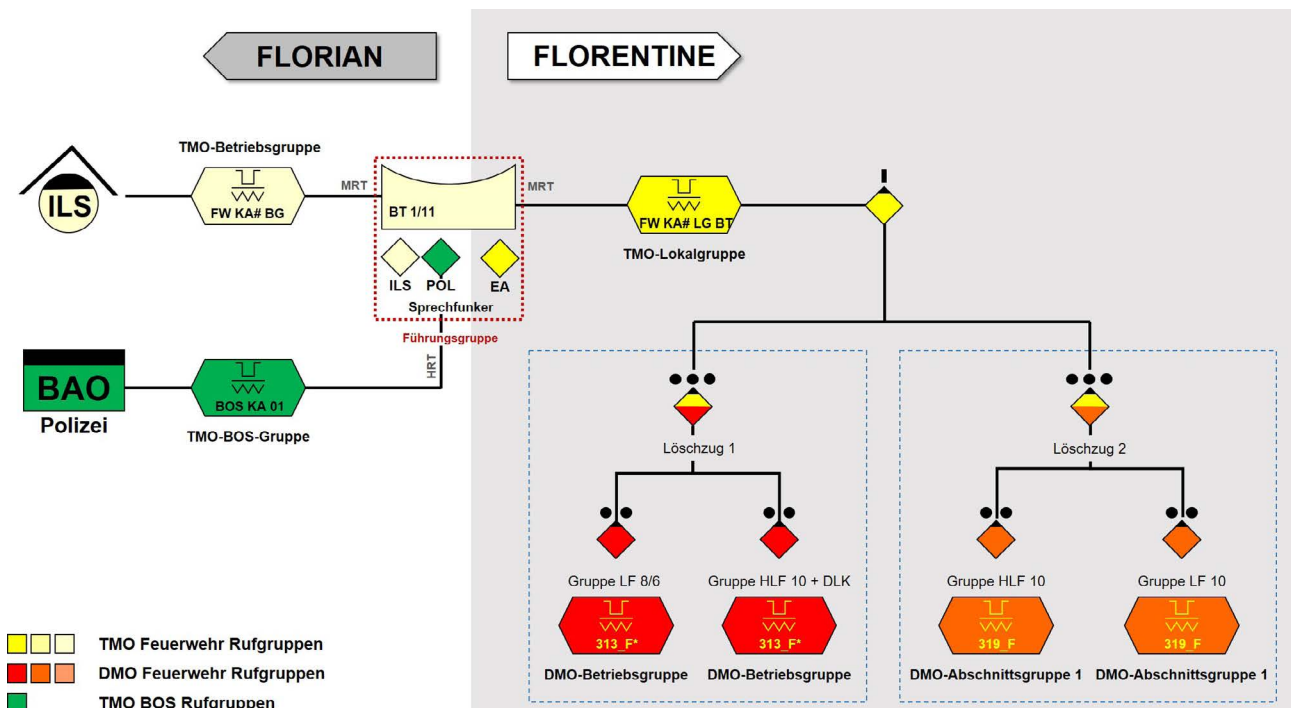 FLORIAN
FLORENTINE
TMO-Betriebsgruppe
ILS
FW KA# BG
MRT
BT 1/11
MRT
FW KA# LG BT
TMO-Lokalgruppe
ILS
POL
EA
Sprechfunker
Führungsgruppe
HRT
BAO
Polizei
BOS KA 01
TMO-BOS-Gruppe
Löschzug 1
Löschzug 2
Gruppe LF 8/6
Gruppe HLF 10 + DLK
Gruppe HLF 10
Gruppe LF 10
313_F*
313_F*
319_F
319_F
DMO-Betriebsgruppe
DMO-Betriebsgruppe
DMO-Abschnittsgruppe 1
DMO-Abschnittsgruppe 1
TMO Feuerwehr Rufgruppen
DMO Feuerwehr Rufgruppen
TMO BOS Rufgruppen